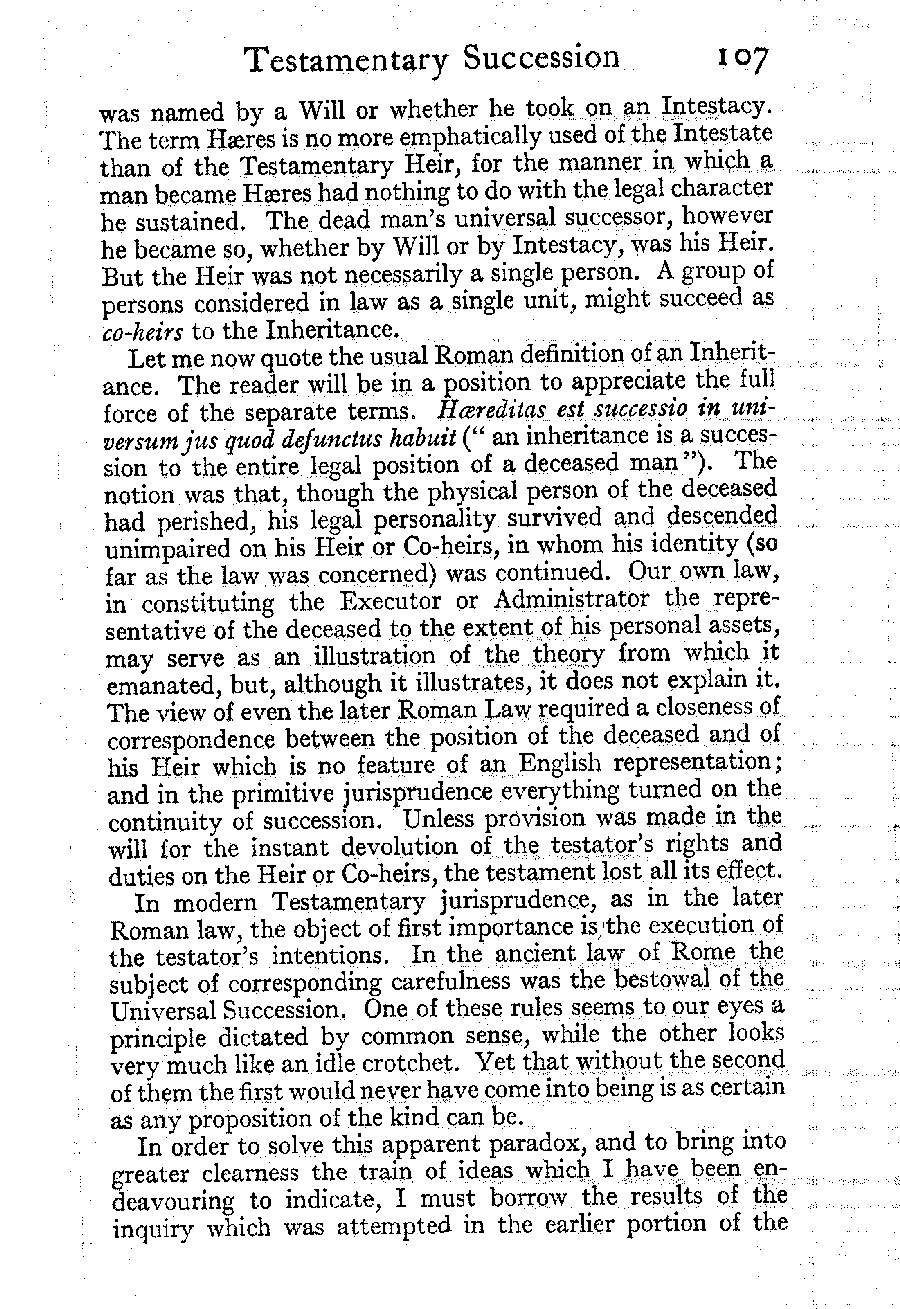 Testamentary Succession 107
was named by a Will or whether he took on an Intestacy.
The term Hæres is no more emphatically used of the Intestate
than of the Testamentary Heir, for the manner in which a
man became Hæres had nothing to do with the legal character
he sustained. The dead man's universal successor, however
he became so, whether by Will or by Intestacy, was his Heir.
But the Heir was not necessarily a single person. A group of
persons considered in law as a single unit, might succeed as
co-heirs to the Inheritance.
Let me now quote the usual Roman definition of an Inherit-
ance. The reader will be in a position to appreciate the full
force of the separate terms. Hæreditas est successio in uni-
versum jus quod defunctus habuit (" an inheritance is a succes-
sion to the entire legal position of a deceased man"). The
notion was that, though the physical person of the deceased
had perished, his legal personality survived and descended
unimpaired on his Heir or Co-heirs, in whom his identity (so
far as the law was concerned) was continued. Our own law,
in constituting the Executor or Administrator the repre-
sentative of the deceased to the extent of his personal assets,
may serve as an illustration of the theory from which it
emanated, but, although it illustrates, it does not explain it.
The view of even the later Roman Law required a closeness of
correspondence between the position of the deceased and of
his Heir which is no feature of an English representation;
and in the primitive jurisprudence everything turned on the
continuity of succession. Unless provision was made in the
will for the instant devolution of the testator's rights and
duties on the Heir or Co-heirs, the testament lost all its effect.
In modern Testamentary jurisprudence, as in the later
Roman law, the object of first importance is the execution of
the testator's intentions. In the ancient law of Rome the
subject of corresponding carefulness was the bestowal of the
Universal Succession. One of these rules seems to our eyes a
principle dictated by common sense, while the other looks
very much like an idle crotchet. Yet that without the second
of them the first would never have come into being is as certain
as any proposition of the kind can be.
In order to solve this apparent paradox, and to bring into
greater clearness the train of ideas which I have been en-
deavouring to indicate, I must borrow the results of the
inquiry which was attempted in the earlier portion of the